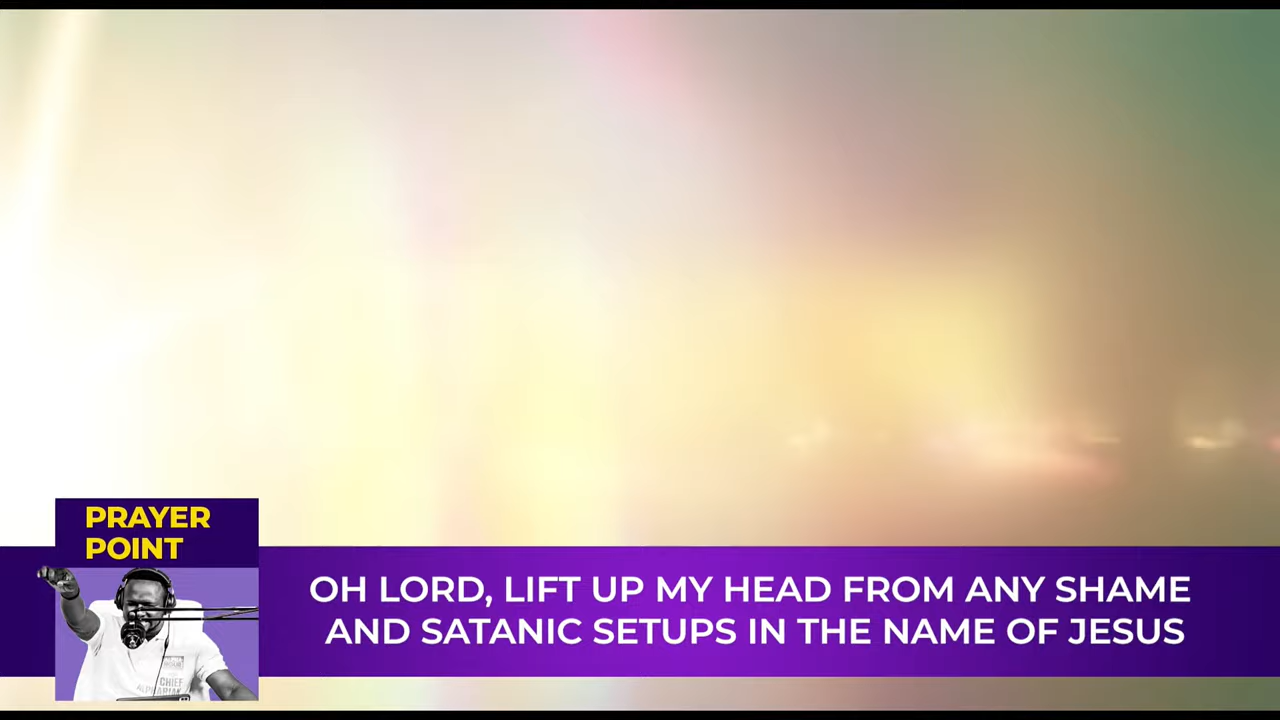 PRAYER
POINT
OH LORD, LIFT UP MY HEAD FROM ANY SHAME
AND SATANIC SETUPS IN THE NAME OF JESUS
CHIEF